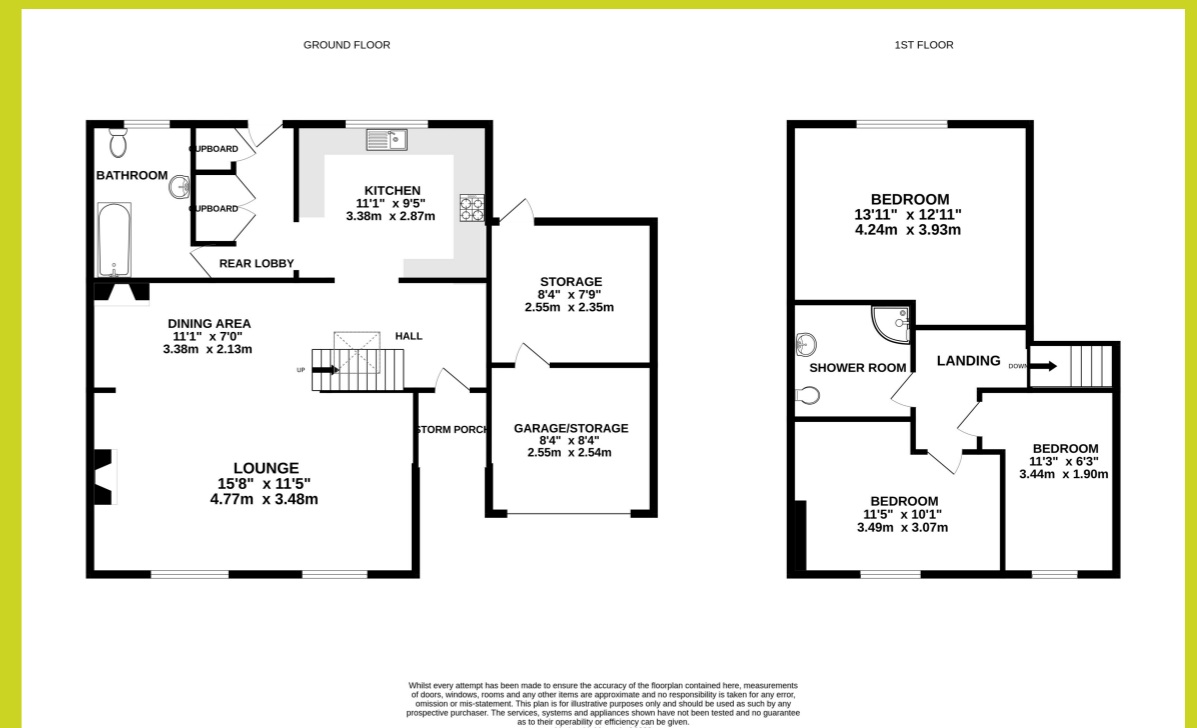 GROUND FLOOR
BATHROOM
CUPBOARD
CUPBOARD
REAR LOBBY
KITCHEN
11'1" x 9'5"
3.38m x 2.87m
STORAGE
8'4" x 7'9"
2.55m x 2.35m
DINING AREA
11'1" x 7'0"
3.38m x 2.13m
HALL
UP
STORM PORCH
GARAGE/STORAGE
8'4" x 8'4"
2.55m x 2.54m
LOUNGE
15'8" x 11'5"
4.77m x 3.48m
1ST FLOOR
BEDROOM
13'11" x 12'11"
4.24m x 3.93m
SHOWER ROOM
LANDING
DOWN
BEDROOM
11'3" x 6'3"
3.44m x 1.90m
BEDROOM
11'5" x 10'1"
3.49m x 3.07m
Whilst every attempt has been made to ensure the accuracy of the floorplan contained here, measurements
of doors, windows, rooms and any other items are approximate and no responsibility is taken for any error,
omission or mis-statement. This plan is for illustrative purposes only and should be used as such by any
prospective purchaser. The services, systems and appliances shown have not been tested and no guarantee
as to their operability or efficiency can be given.